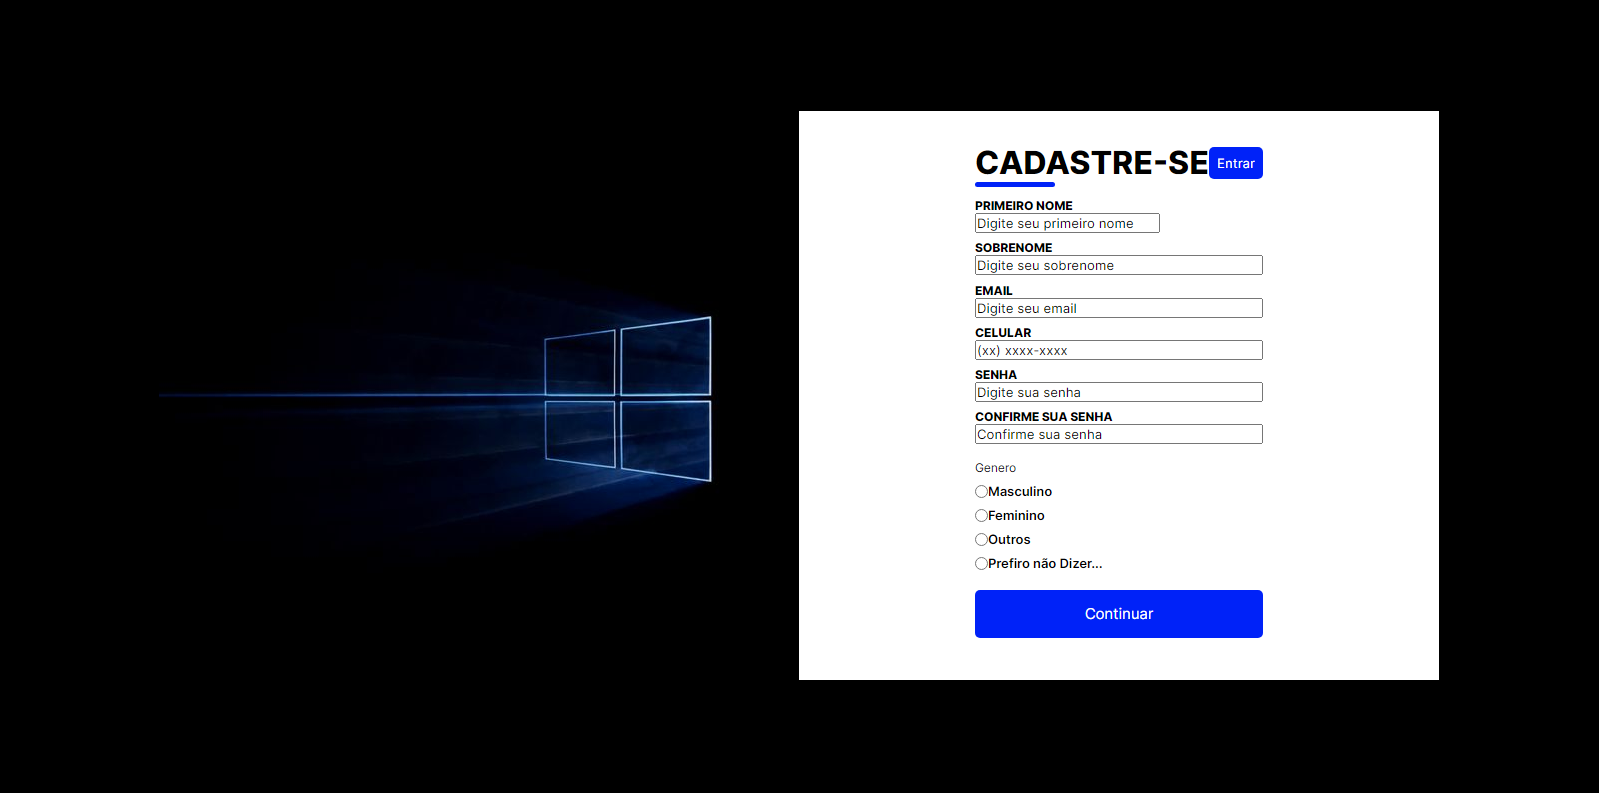 CADASTRE-SE
Entrar
PRIMEIRO NOME
Digite seu primeiro nome
SOBRENOME
Digite seu sobrenome
EMAIL
Digite seu email
CELULAR
(xx) xxxx-xxxx
SENHA
Digite sua senha
CONFIRME SUA SENHA
Confirme sua senha
Genero
Masculino
Feminino
Outros
Prefiro não Dizer...
Continuar